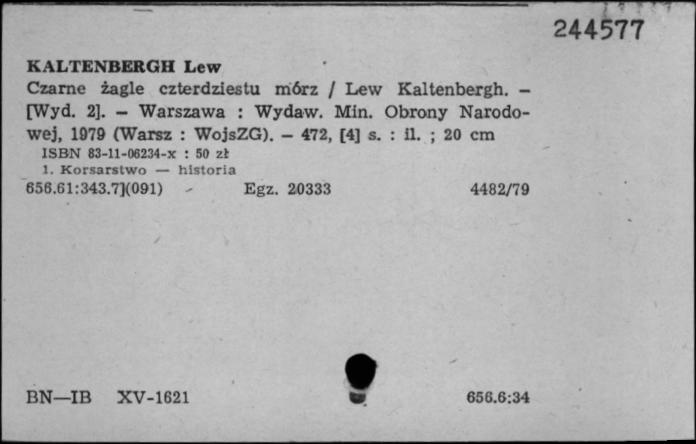 244577
KALTENBERGH Lew
Czarne żagle czterdziestu mórz / Lew Kaltenbergh. –
[Wyd. 2]. – Warszawa : Wydaw. Min. Obrony Narodo-
wej, 1979 (Warsz : WojsZG). – 472, [4] s. : il. ; 20 cm
ISBN 83-11-06234-x : 50 zł
1. Korsarstwo — historia
656.61:343.7](091) Egz. 20333 4482/79
BN—IB XV-1621 656.6:34